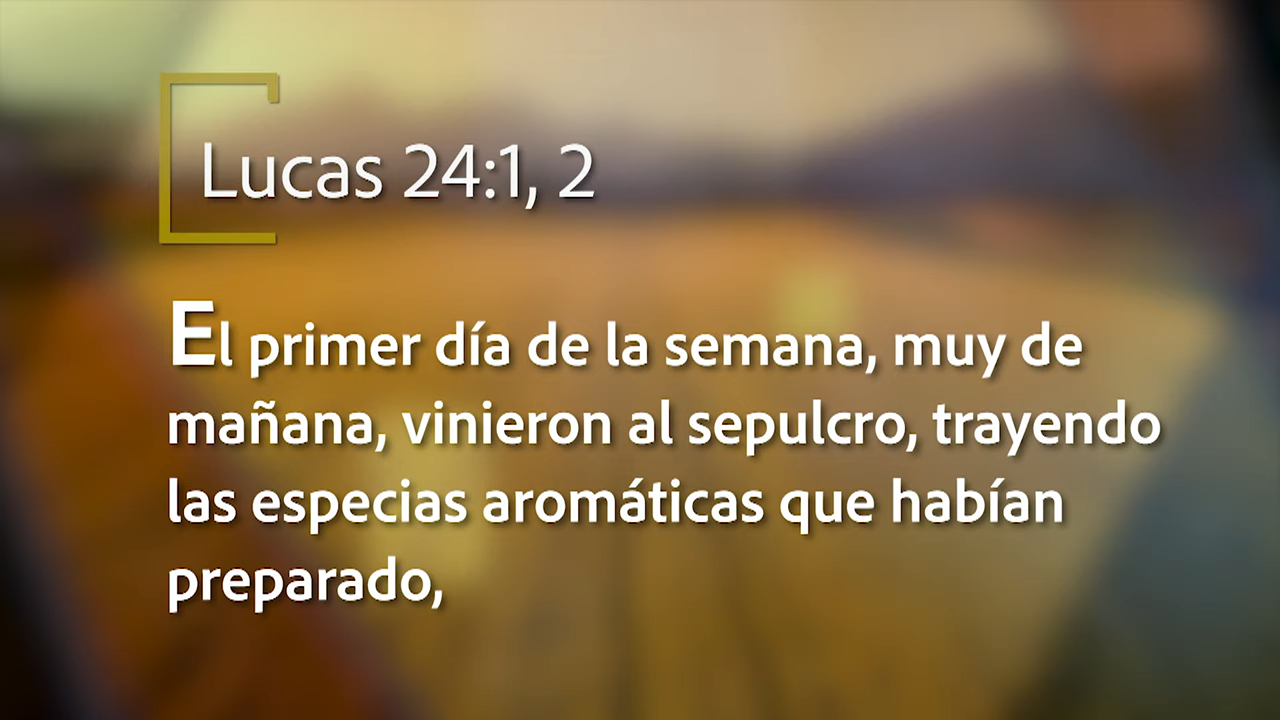 Lucas 24:1, 2
El primer día de la semana, muy de
mañana, vinieron al sepulcro, trayendo
las especias aromáticas que habían
preparado,